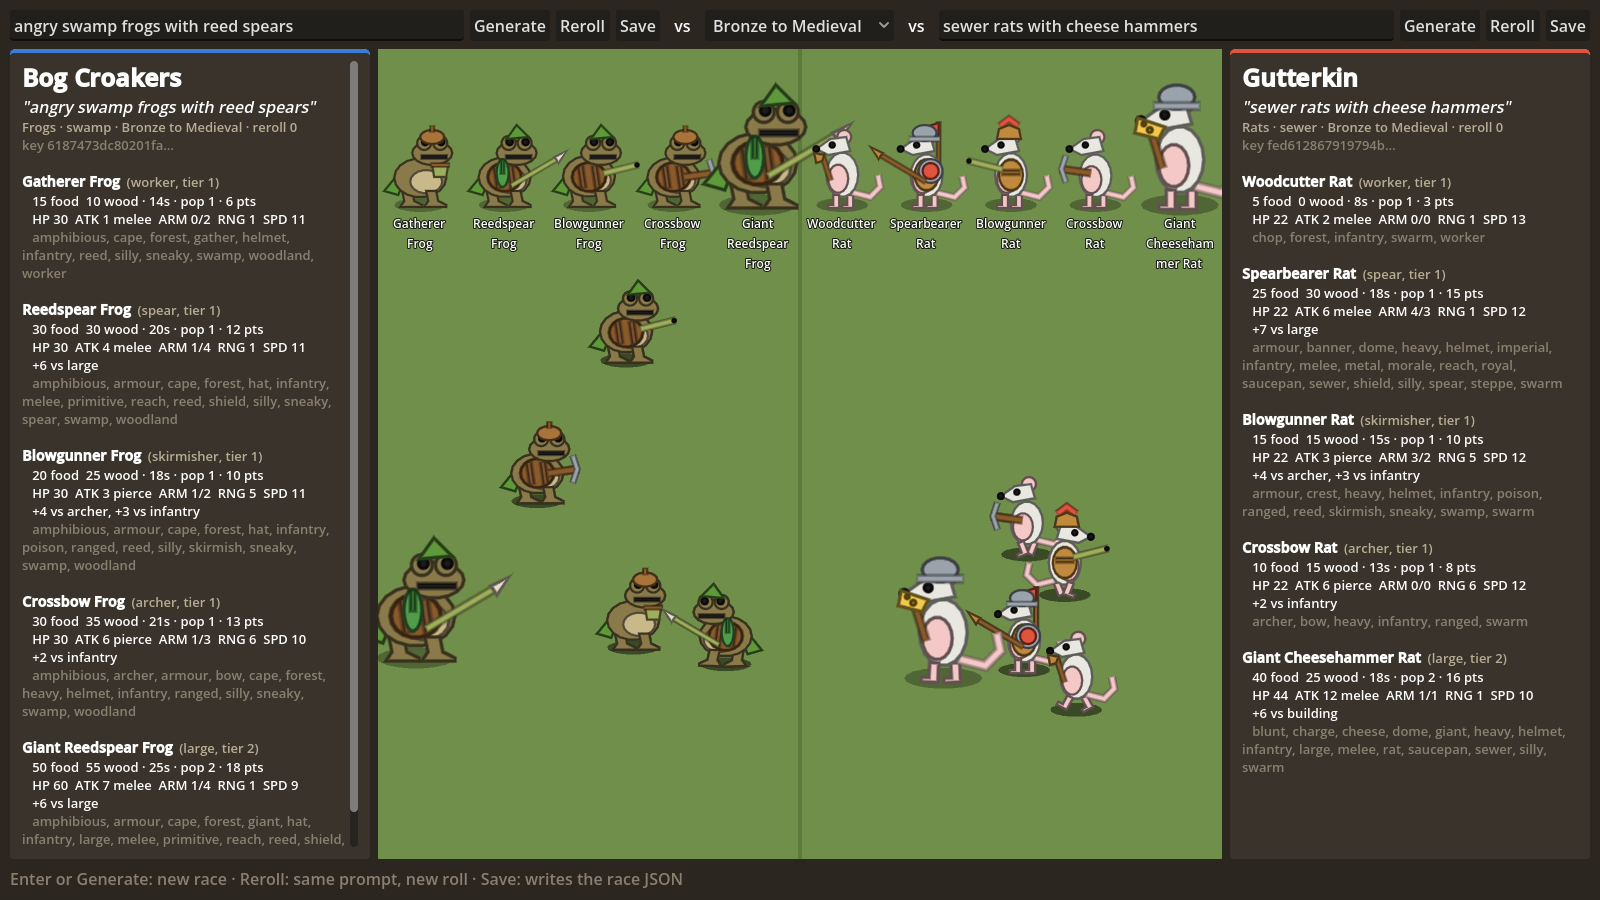 angry swamp frogs with reed spears Generate Reroll Save vs Bronze to Medieval vs sewer rats with cheese hammers Generate Reroll Save
Bog Croakers
"angry swamp frogs with reed spears"
Frogs · swamp · Bronze to Medieval · reroll 0
key 6187473dc80201fa...
Gatherer Frog (worker, tier 1)
15 food 10 wood · 14s · pop 1 · 6 pts
HP 30 ATK 1 melee ARM 0/2 RNG 1 SPD 11
amphibious, cape, forest, gather, helmet,
infantry, reed, silly, sneaky, swamp, woodland,
worker
Reedspear Frog (spear, tier 1)
30 food 30 wood · 20s · pop 1 · 12 pts
HP 30 ATK 4 melee ARM 1/4 RNG 1 SPD 11
+6 vs large
amphibious, armour, cape, forest, hat, infantry,
melee, primitive, reach, reed, shield, silly, sneaky,
spear, swamp, woodland
Blowgunner Frog (skirmisher, tier 1)
20 food 25 wood · 18s · pop 1 · 10 pts
HP 30 ATK 3 pierce ARM 1/2 RNG 5 SPD 11
+4 vs archer, +3 vs infantry
amphibious, armour, cape, forest, hat, infantry,
poison, ranged, reed, silly, skirmish, sneaky,
swamp, woodland
Crossbow Frog (archer, tier 1)
30 food 35 wood · 21s · pop 1 · 13 pts
HP 30 ATK 6 pierce ARM 1/3 RNG 6 SPD 10
+2 vs infantry
amphibious, archer, armour, bow, cape, forest,
heavy, helmet, infantry, ranged, silly, sneaky,
swamp, woodland
Giant Reedspear Frog (large, tier 2)
50 food 55 wood · 25s · pop 2 · 18 pts
HP 60 ATK 7 melee ARM 1/4 RNG 1 SPD 9
+6 vs large
amphibious, armour, cape, forest, giant, hat,
infantry, large, melee, primitive, reach, reed, shield,
Gatherer
Frog
Reedspear
Frog
Blowgunner
Frog
Crossbow
Frog
Giant
Reedspear
Frog
Woodcutter
Rat
Spearbearer
Rat
Blowgunner
Rat
Crossbow
Rat
Giant
Cheeseham
mer Rat
Gutterkin
"sewer rats with cheese hammers"
Rats · sewer · Bronze to Medieval · reroll 0
key fed612867919794b...
Woodcutter Rat (worker, tier 1)
5 food 0 wood · 8s · pop 1 · 3 pts
HP 22 ATK 2 melee ARM 0/0 RNG 1 SPD 13
chop, forest, infantry, swarm, worker
Spearbearer Rat (spear, tier 1)
25 food 30 wood · 18s · pop 1 · 15 pts
HP 22 ATK 6 melee ARM 4/3 RNG 1 SPD 12
+7 vs large
armour, banner, dome, heavy, helmet, imperial,
infantry, melee, metal, morale, reach, royal,
saucepan, sewer, shield, silly, spear, steppe, swarm
Blowgunner Rat (skirmisher, tier 1)
15 food 15 wood · 15s · pop 1 · 10 pts
HP 22 ATK 3 pierce ARM 3/2 RNG 5 SPD 12
+4 vs archer, +3 vs infantry
armour, crest, heavy, helmet, infantry, poison,
ranged, reed, skirmish, sneaky, swamp, swarm
Crossbow Rat (archer, tier 1)
10 food 15 wood · 13s · pop 1 · 8 pts
HP 22 ATK 6 pierce ARM 0/0 RNG 6 SPD 12
+2 vs infantry
archer, bow, heavy, infantry, ranged, swarm
Giant Cheesehammer Rat (large, tier 2)
40 food 25 wood · 18s · pop 2 · 16 pts
HP 44 ATK 12 melee ARM 1/1 RNG 1 SPD 10
+6 vs building
blunt, charge, cheese, dome, giant, heavy, helmet,
infantry, large, melee, rat, saucepan, sewer, silly,
swarm
Enter or Generate: new race · Reroll: same prompt, new roll · Save: writes the race JSON